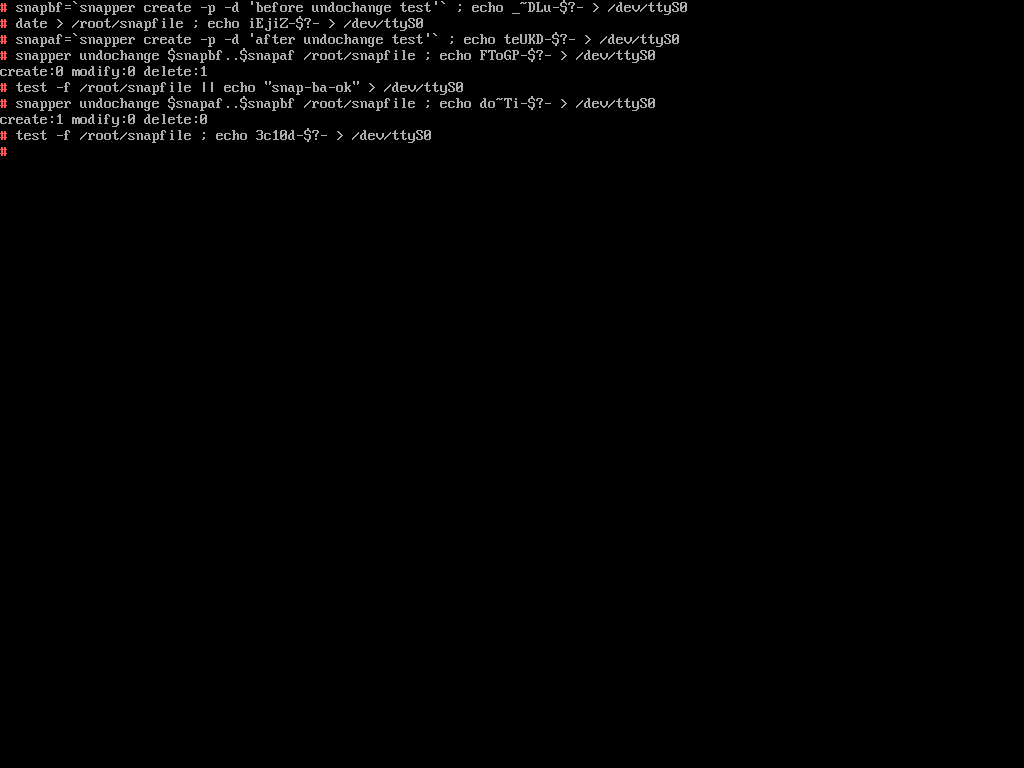 # snapbf=`snapper create -p -d 'before undochange test'` ; echo _~DLu-$?- > /dev/ttyS0
# date > /root/snapfile ; echo iEjiZ-$?- > /dev/ttyS0
# snapaf=`snapper create -p -d 'after undochange test'` ; echo teUKD-$?- > /dev/ttyS0
# snapper undochange $snapbf..$snapaf /root/snapfile ; echo FToGP-$?- > /dev/ttyS0
create:0 modify:0 delete:1
# test -f /root/snapfile || echo "snap-ba-ok" > /dev/ttyS0
# snapper undochange $snapaf..$snapbf /root/snapfile ; echo do~Ti-$?- > /dev/ttyS0
create:1 modify:0 delete:0
# test -f /root/snapfile ; echo 3c10d-$?- > /dev/ttyS0
#